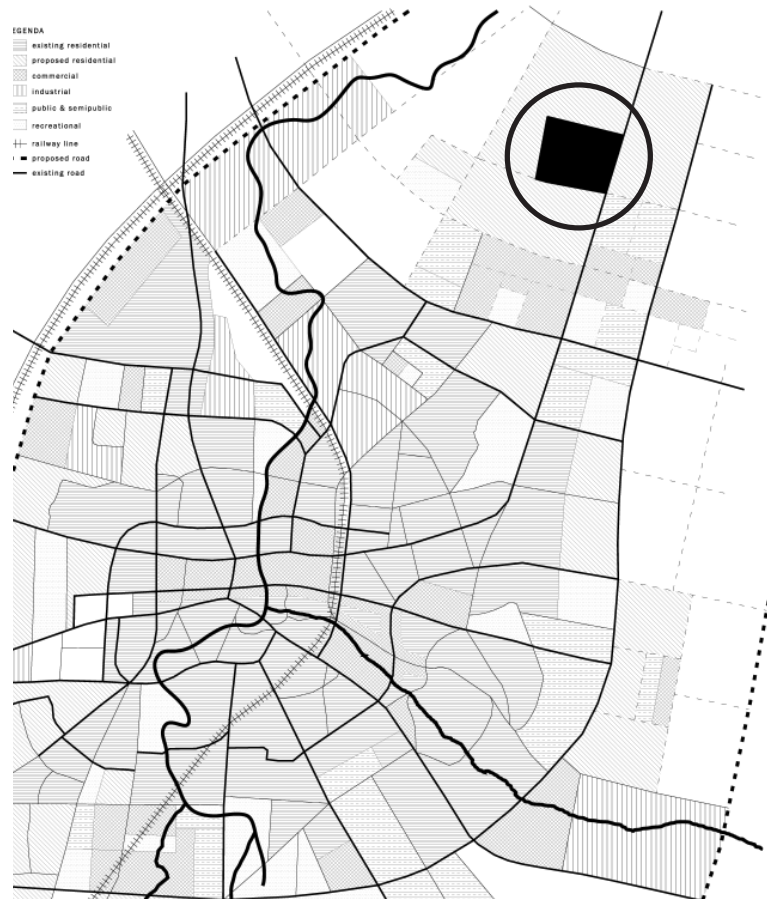 EGENDA
existing residential
proposed residential
commercial
industrial
public & semipublic
recreational
railway line
proposed road
existing road